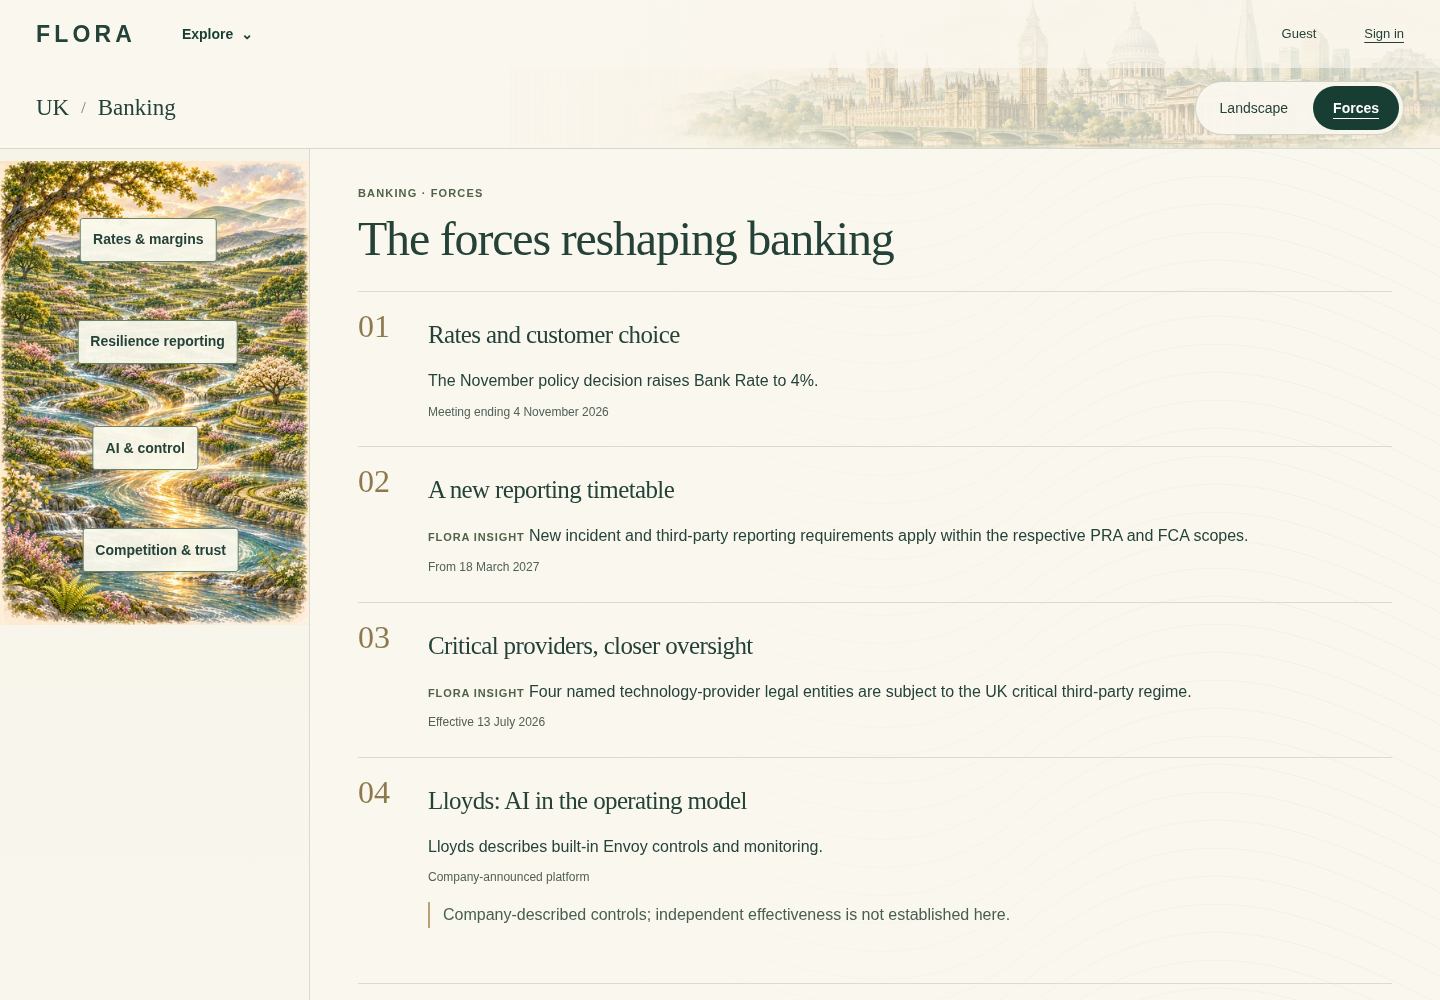 FLORA
Explore
Guest
Sign in
UK / Banking
Landscape
Forces
Rates & margins
Resilience reporting
AI & control
Competition & trust
BANKING · FORCES
The forces reshaping banking
01
Rates and customer choice
The November policy decision raises Bank Rate to 4%.
Meeting ending 4 November 2026
02
A new reporting timetable
FLORA INSIGHT New incident and third-party reporting requirements apply within the respective PRA and FCA scopes.
From 18 March 2027
03
Critical providers, closer oversight
FLORA INSIGHT Four named technology-provider legal entities are subject to the UK critical third-party regime.
Effective 13 July 2026
04
Lloyds: AI in the operating model
Lloyds describes built-in Envoy controls and monitoring.
Company-announced platform
Company-described controls; independent effectiveness is not established here.